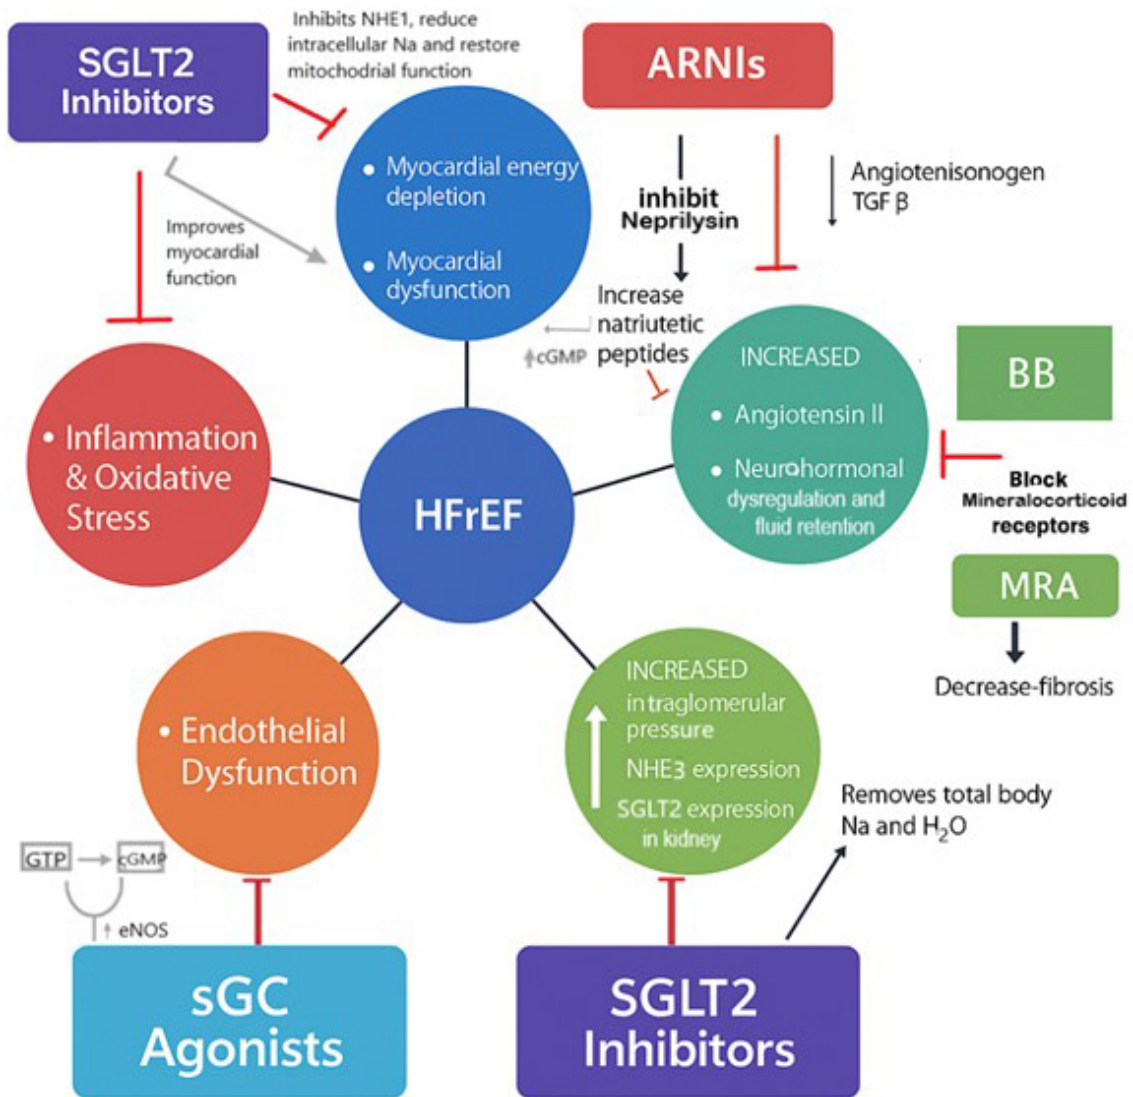 SGLT2
Inhibitors
Inhibits NHE1, reduce
intracellular Na and restore
mitochodrial function
ARNIs
• Myocardial energy
depletion
• Myocardial
dysfunction
Improves
myocardial
function
inhibit
Neprilysin
Angiotenisonogen
TGF β
Increase
natriutetic
peptides
cGMP
INCREASED
• Angiotensin II
• Neurohormonal
dysregulation and
fluid retention
BB
Block
Mineralocorticoid
receptors
MRA
Decrease-fibrosis
• Inflammation
& Oxidative
Stress
HFrEF
• Endothelial
Dysfunction
INCREASED
intraglomerular
pressure
NHE3 expression
SGLT2 expression
in kidney
Removes total body
Na and H₂O
GTP → cGMP
↑ eNOS
sGC
Agonists
SGLT2
Inhibitors